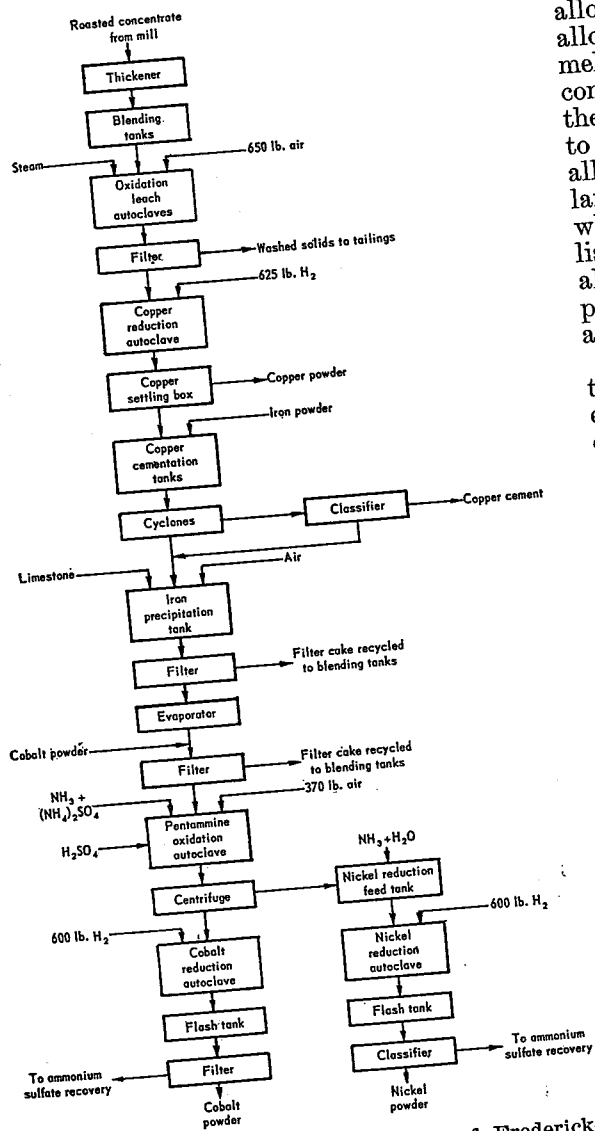 Roasted concentrate
from mill
Thickener
Blending
tanks
Steam
650 lb. air
Oxidation
leach
autoclaves
Filter
Washed solids to tailings
625 lb. H₂
Copper
reduction
autoclave
Copper
settling box
Copper powder
Iron powder
Copper
cementation
tanks
Cyclones
Classifier
Copper cement
Limestone
Air
Iron
precipitation
tank
Filter
Filter cake recycled
to blending tanks
Evaporator
Cobalt powder
Filter
Filter cake recycled
to blending tanks
370 lb. air
NH₃ +
(NH₄)₂SO₄
H₂SO₄
Pentammine
oxidation
autoclave
NH₃+H₂O
Centrifuge
Nickel reduction
feed tank
600 lb. H₂
600 lb. H₂
Cobalt
reduction
autoclave
Nickel
reduction
autoclave
Flash tank
Flash tank
Filter
Classifier
To ammonium
sulfate recovery
To ammonium
sulfate recovery
Cobalt
powder
Nickel
powder